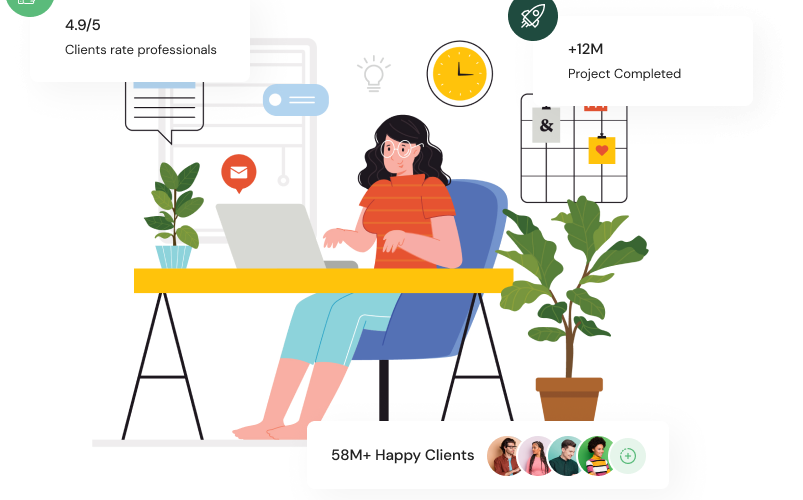 4.9/5
Clients rate professionals
+12M
Project Completed
&
58M+ Happy Clients